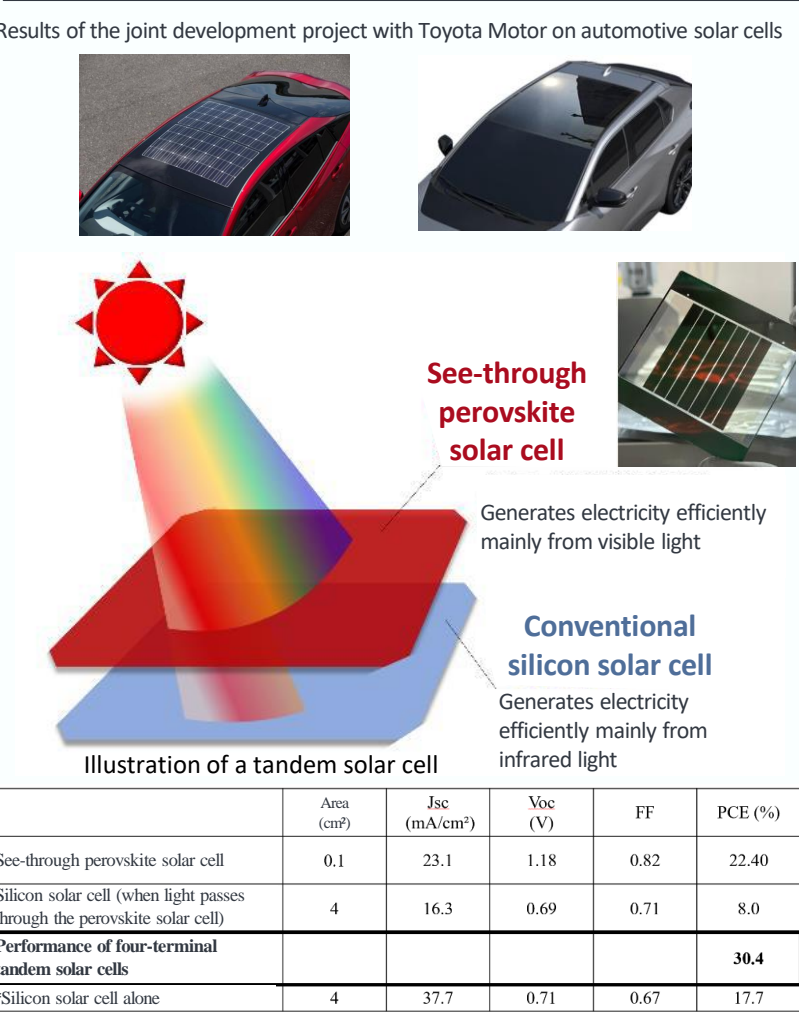 Results of the joint development project with Toyota Motor on automotive solar cells
See-through
perovskite
solar cell
Generates electricity efficiently
mainly from visible light
Conventional
silicon solar cell
Generates electricity
efficiently mainly from
infrared light
Illustration of a tandem solar cell
Area (cm²) Jsc (mA/cm²) Voc (V) FF PCE (%)
See-through perovskite solar cell 0.1 23.1 1.18 0.82 22.40
Silicon solar cell (when light passes
through the perovskite solar cell) 4 16.3 0.69 0.71 8.0
Performance of four-terminal
tandem solar cells 30.4
*Silicon solar cell alone 4 37.7 0.71 0.67 17.7